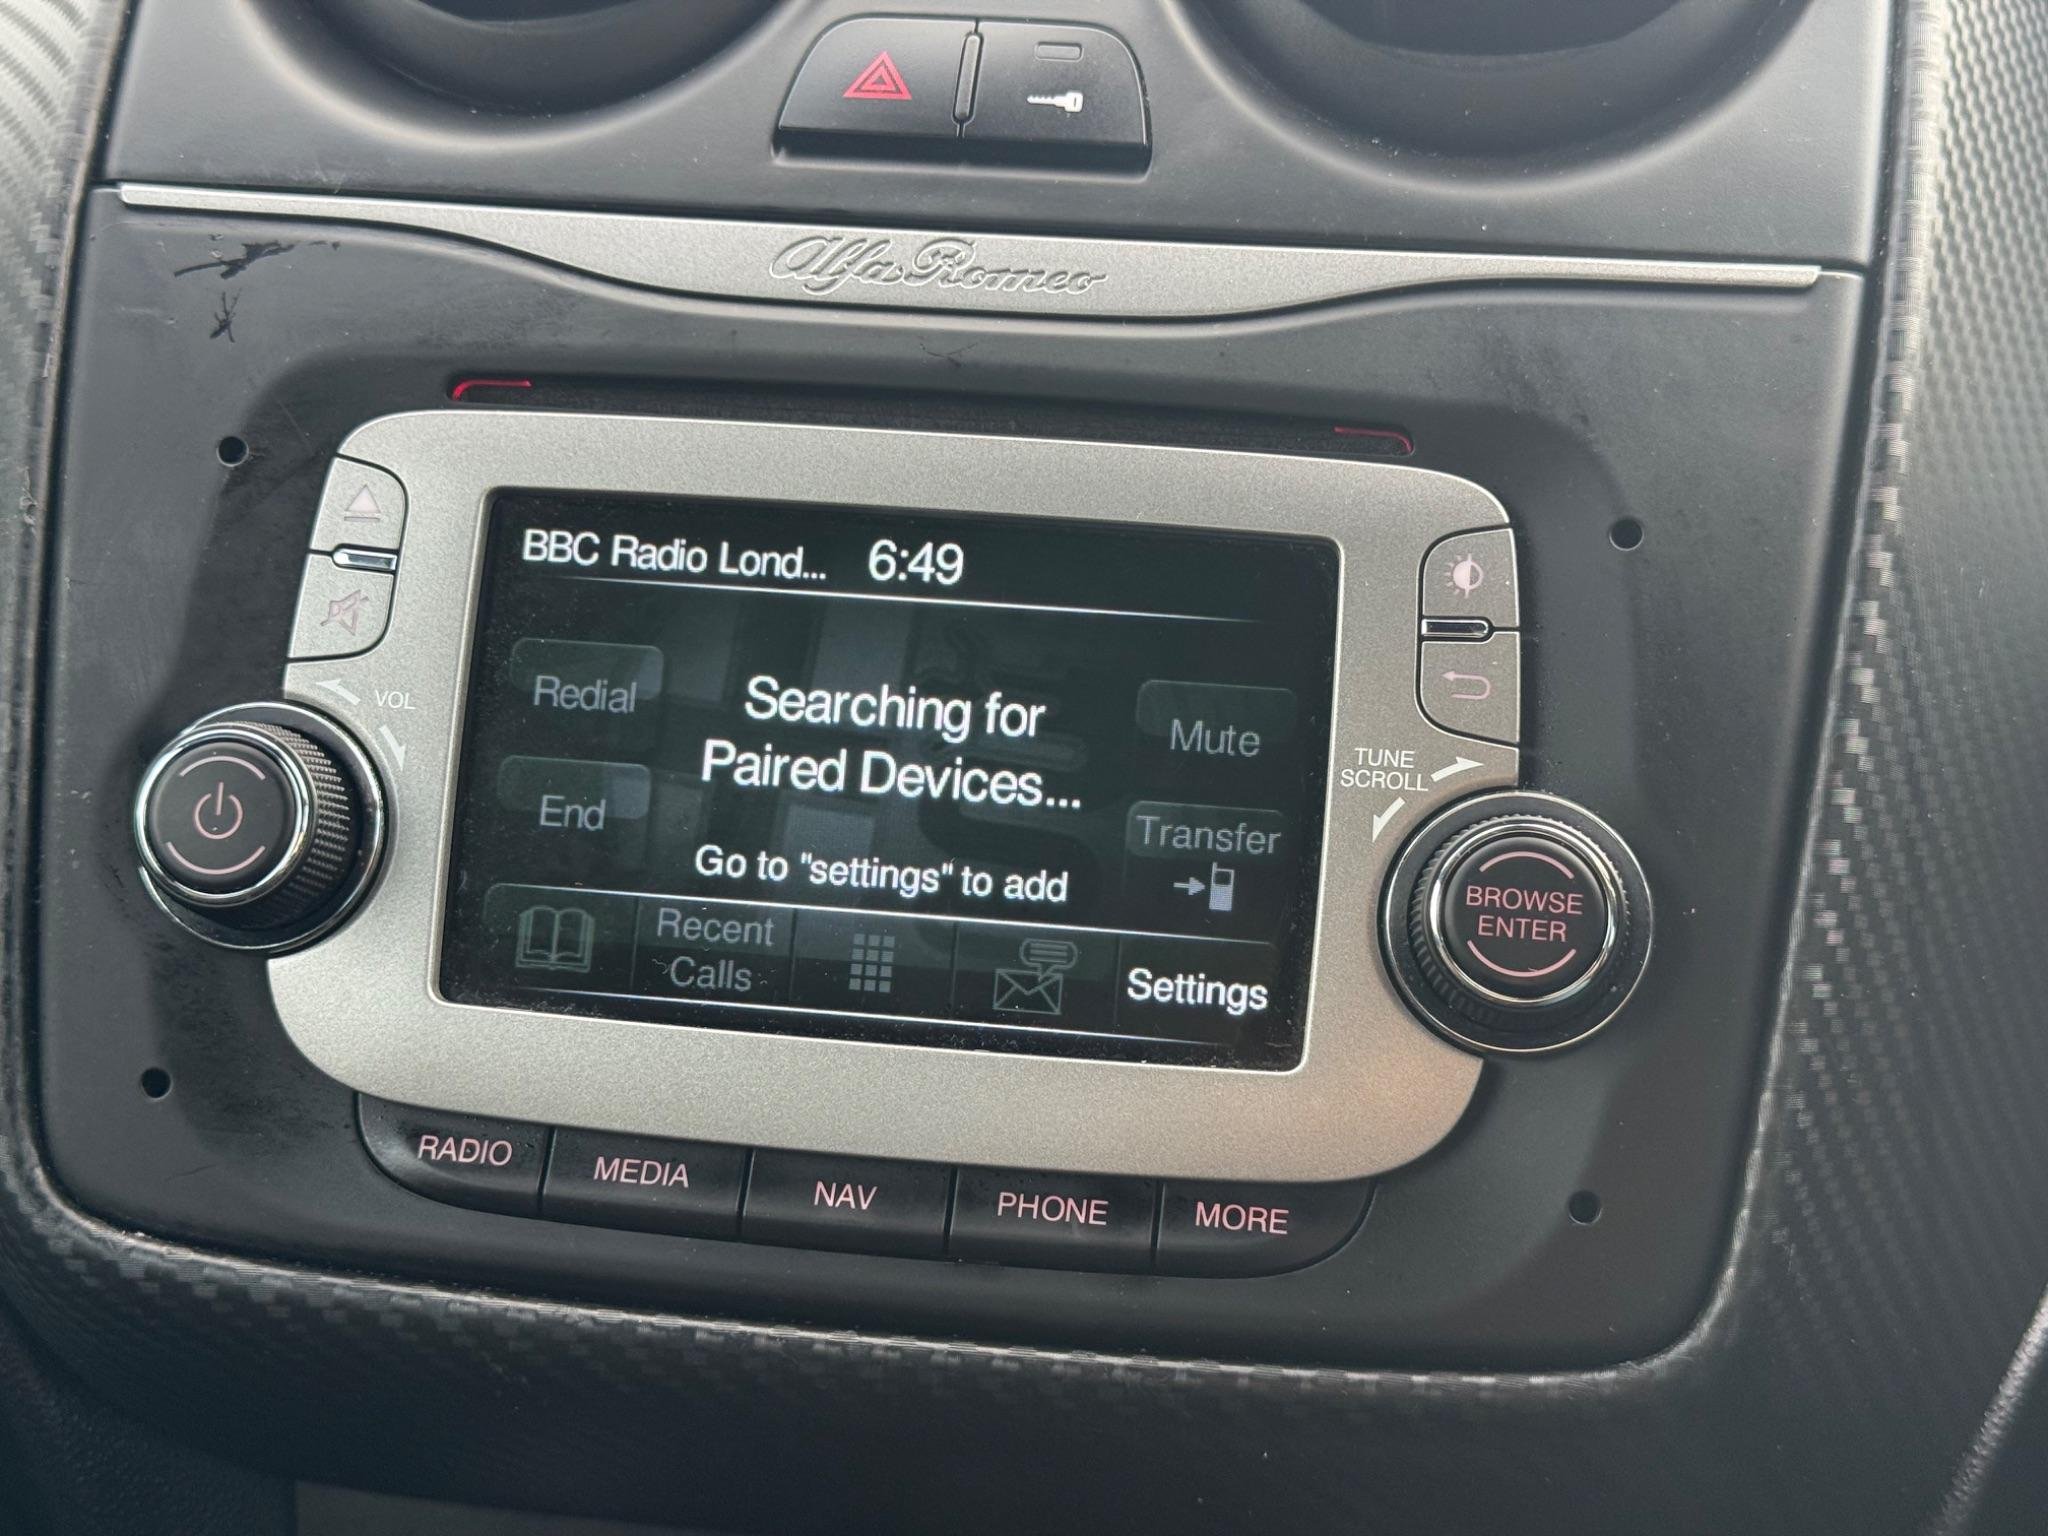 Alfa Romeo
BBC Radio Lond... 6:49
VOL
Redial
Searching for
Paired Devices...
Mute
TUNE
SCROLL
End
Go to "settings" to add
Transfer
BROWSE
ENTER
Recent
Calls
Settings
RADIO
MEDIA
NAV
PHONE
MORE